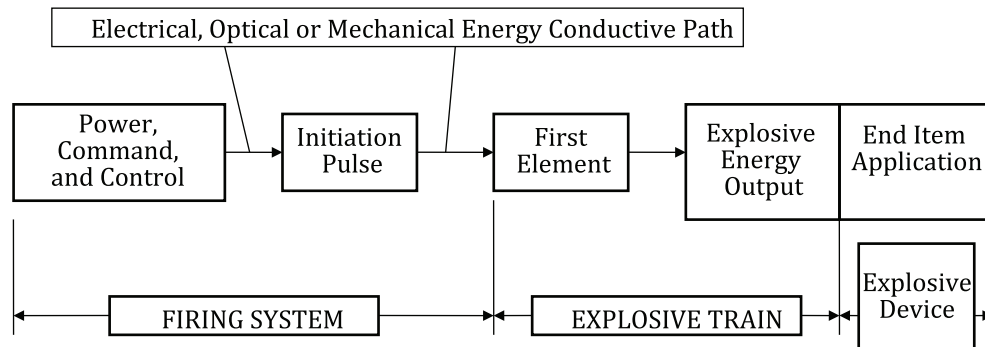 Electrical, Optical or Mechanical Energy Conductive Path
Power,
Command,
and Control
Initiation
Pulse
First
Element
Explosive
Energy
Output
End Item
Application
FIRING SYSTEM
EXPLOSIVE TRAIN
Explosive
Device